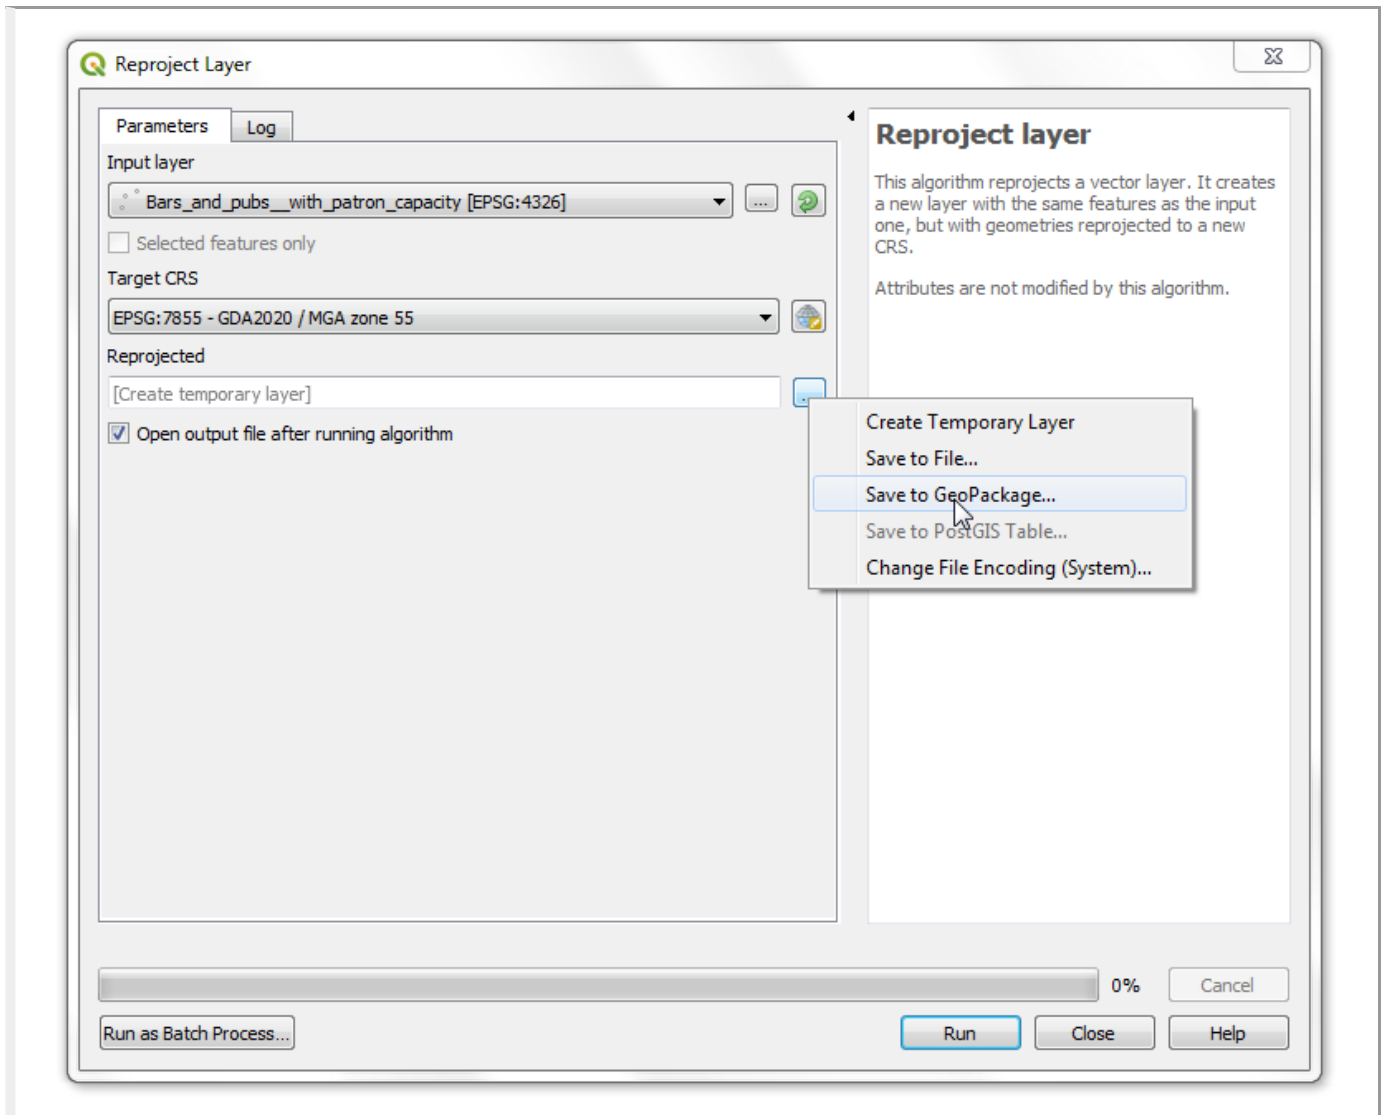 Reproject Layer
Parameters
Log
Input layer
Bars_and_pubs__with_patron_capacity [EPSG:4326]
...
Selected features only
Target CRS
EPSG:7855 - GDA2020 / MGA zone 55
Reprojected
[Create temporary layer]
Open output file after running algorithm
Create Temporary Layer
Save to File...
Save to GeoPackage...
Save to PostGIS Table...
Change File Encoding (System)...
Reproject layer
This algorithm reprojects a vector layer. It creates
a new layer with the same features as the input
one, but with geometries reprojected to a new
CRS.
Attributes are not modified by this algorithm.
0%
Cancel
Run as Batch Process...
Run
Close
Help